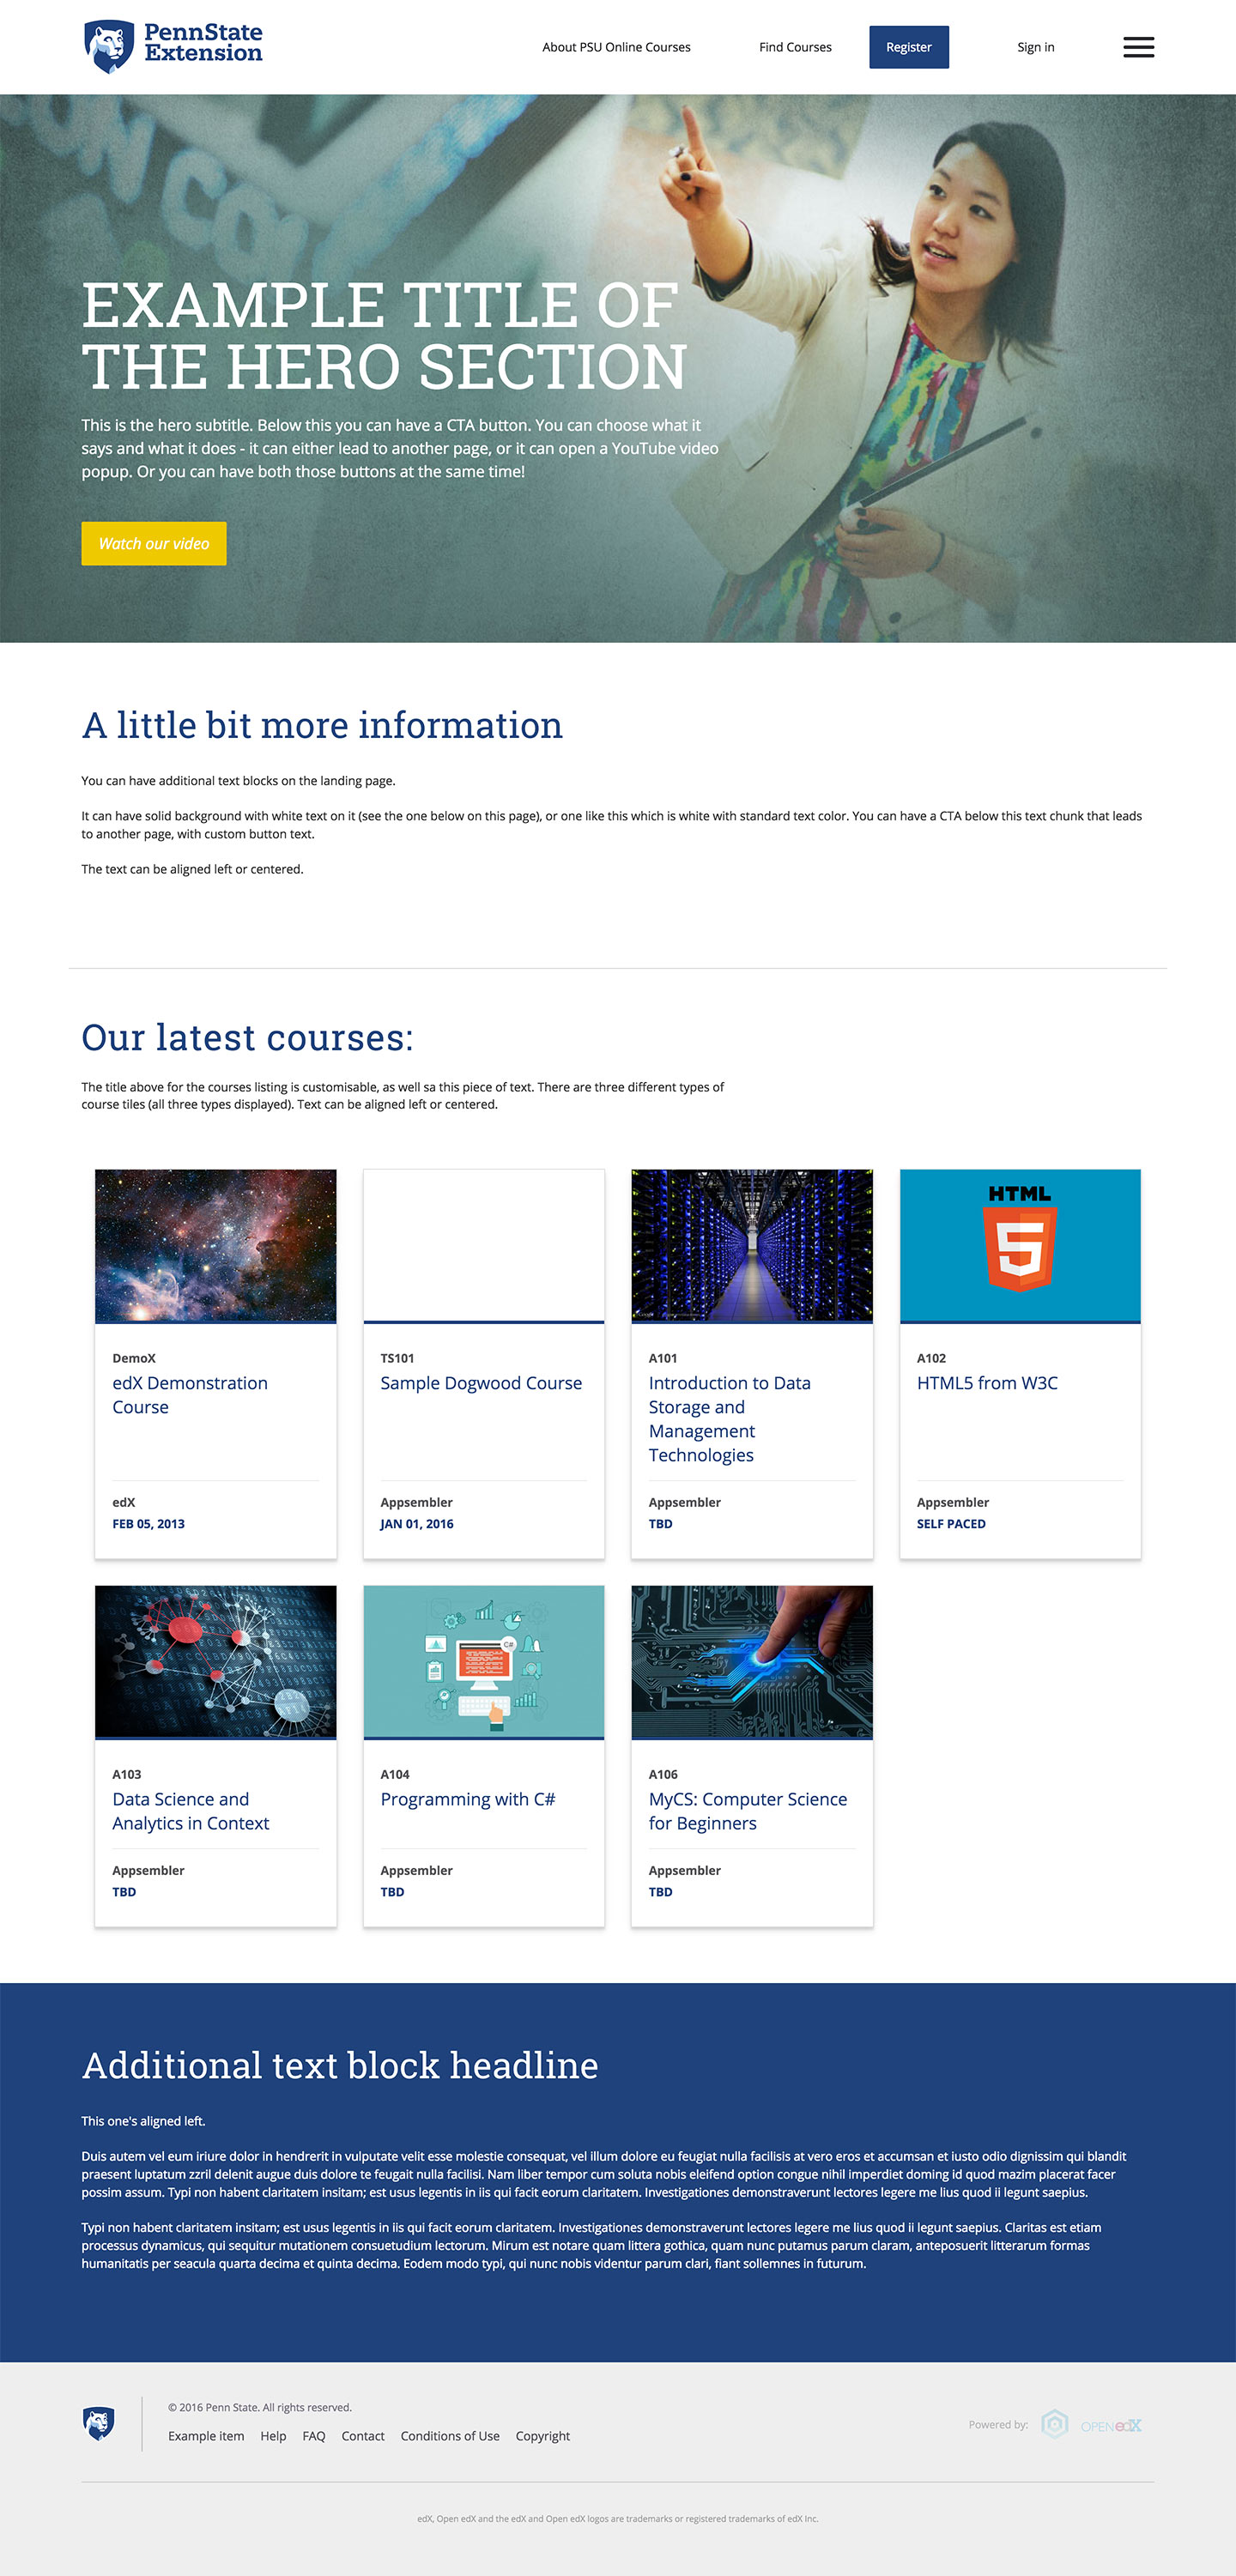 PennState
Extension
About PSU Online Courses
Find Courses
Register
Sign in
EXAMPLE TITLE OF
THE HERO SECTION
This is the hero subtitle. Below this you can have a CTA button. You can choose what it
says and what it does - it can either lead to another page, or it can open a YouTube video
popup. Or you can have both those buttons at the same time!
Watch our video
A little bit more information
You can have additional text blocks on the landing page.
It can have solid background with white text on it (see the one below on this page), or one like this which is white with standard text color. You can have a CTA below this text chunk that leads
to another page, with custom button text.
The text can be aligned left or centered.
Our latest courses:
The title above for the courses listing is customisable, as well sa this piece of text. There are three different types of
course tiles (all three types displayed). Text can be aligned left or centered.
DemoX
edX Demonstration
Course
edX
FEB 05, 2013
TS101
Sample Dogwood Course
Appsembler
JAN 01, 2016
A101
Introduction to Data
Storage and
Management
Technologies
Appsembler
TBD
HTML
5
A102
HTML5 from W3C
Appsembler
SELF PACED
A103
Data Science and
Analytics in Context
Appsembler
TBD
C#
A104
Programming with C#
Appsembler
TBD
A106
MyCS: Computer Science
for Beginners
Appsembler
TBD
Additional text block headline
This one's aligned left.
Duis autem vel eum iriure dolor in hendrerit in vulputate velit esse molestie consequat, vel illum dolore eu feugiat nulla facilisis at vero eros et accumsan et iusto odio dignissim qui blandit
praesent luptatum zzril delenit augue duis dolore te feugait nulla facilisi. Nam liber tempor cum soluta nobis eleifend option congue nihil imperdiet doming id quod mazim placerat facer
possim assum. Typi non habent claritatem insitam; est usus legentis in iis qui facit eorum claritatem. Investigationes demonstraverunt lectores legere me lius quod ii legunt saepius.
Typi non habent claritatem insitam; est usus legentis in iis qui facit eorum claritatem. Investigationes demonstraverunt lectores legere me lius quod ii legunt saepius. Claritas est etiam
processus dynamicus, qui sequitur mutationem consuetudium lectorum. Mirum est notare quam littera gothica, quam nunc putamus parum claram, anteposuerit litterarum formas
humanitatis per seacula quarta decima et quinta decima. Eodem modo typi, qui nunc nobis videntur parum clari, fiant sollemnes in futurum.
© 2016 Penn State. All rights reserved.
Example item
Help
FAQ
Contact
Conditions of Use
Copyright
Powered by:
OPEN edX
edX, Open edX and the edX and Open edX logos are trademarks or registered trademarks of edX Inc.